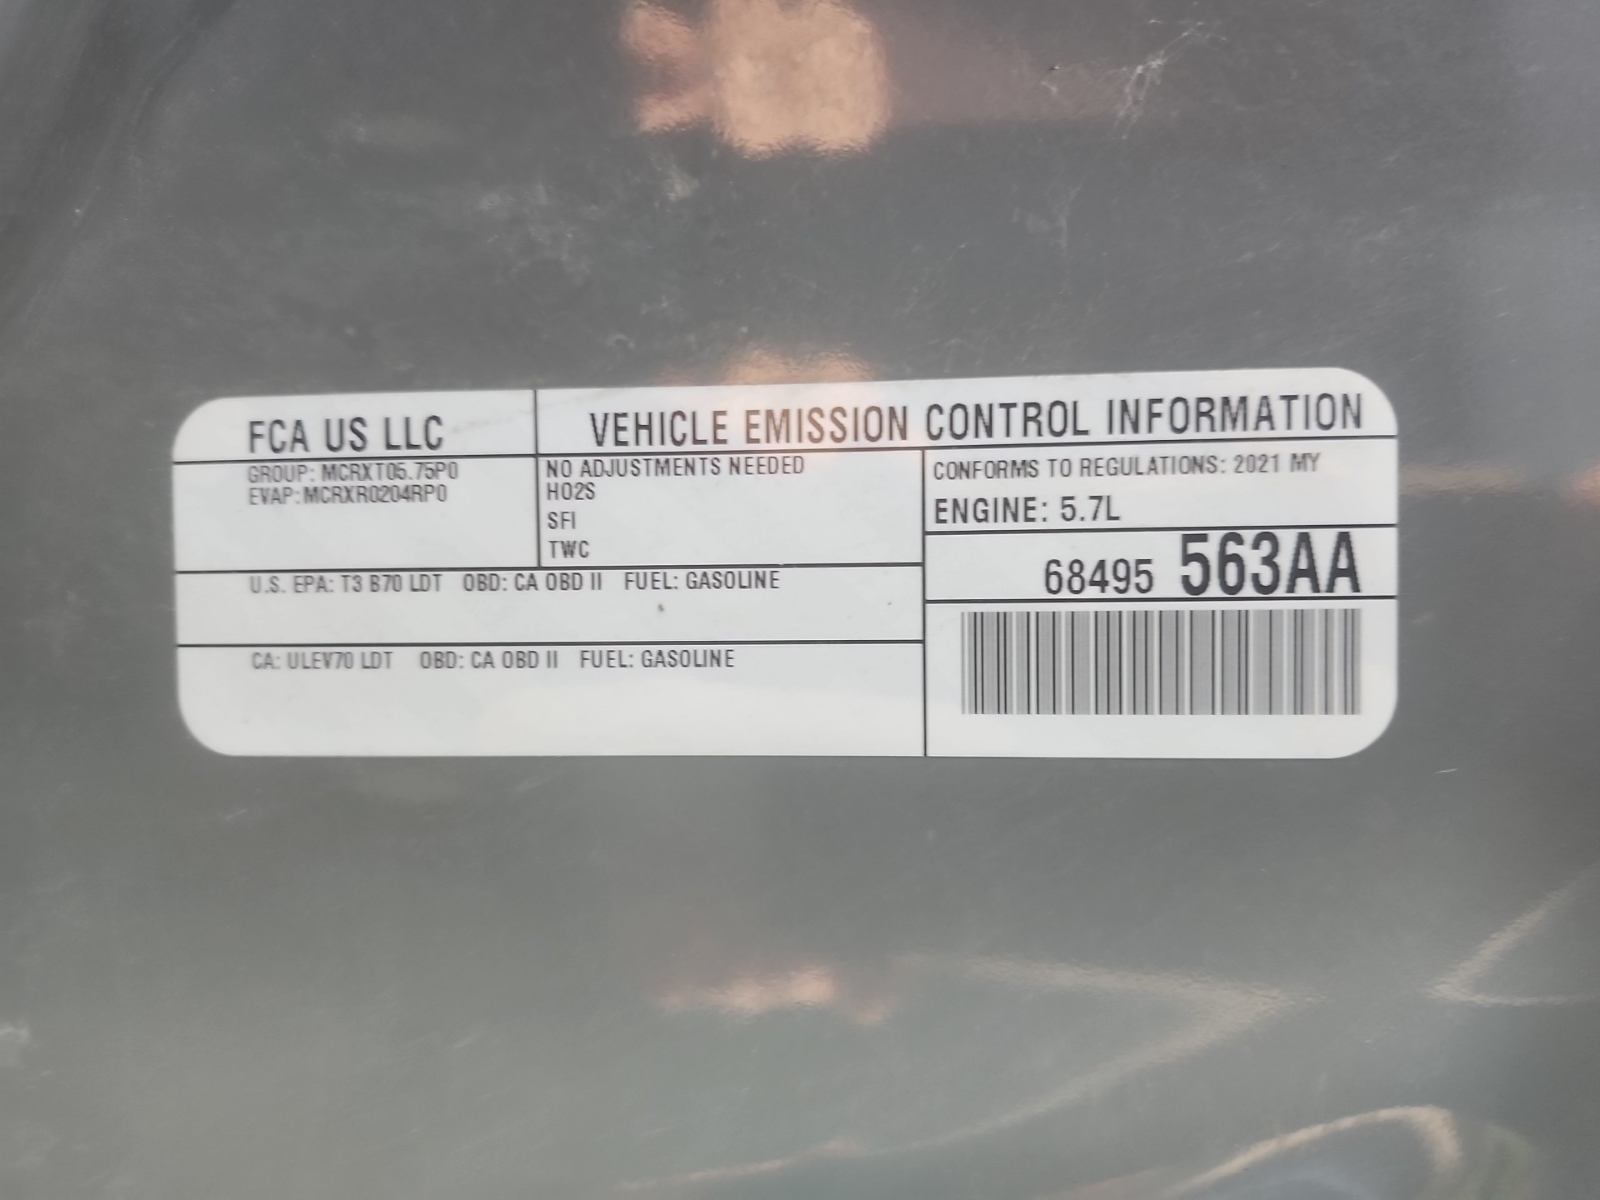 FCA US LLC
VEHICLE EMISSION CONTROL INFORMATION
GROUP: MCRXT05.75P0
EVAP: MCRXR0204RP0
NO ADJUSTMENTS NEEDED
HO2S
SFI
TWC
CONFORMS TO REGULATIONS: 2021 MY
ENGINE: 5.7L
68495 563AA
U.S. EPA: T3 B70 LDT OBD: CA OBD II FUEL: GASOLINE
CA: ULEV70 LDT OBD: CA OBD II FUEL: GASOLINE